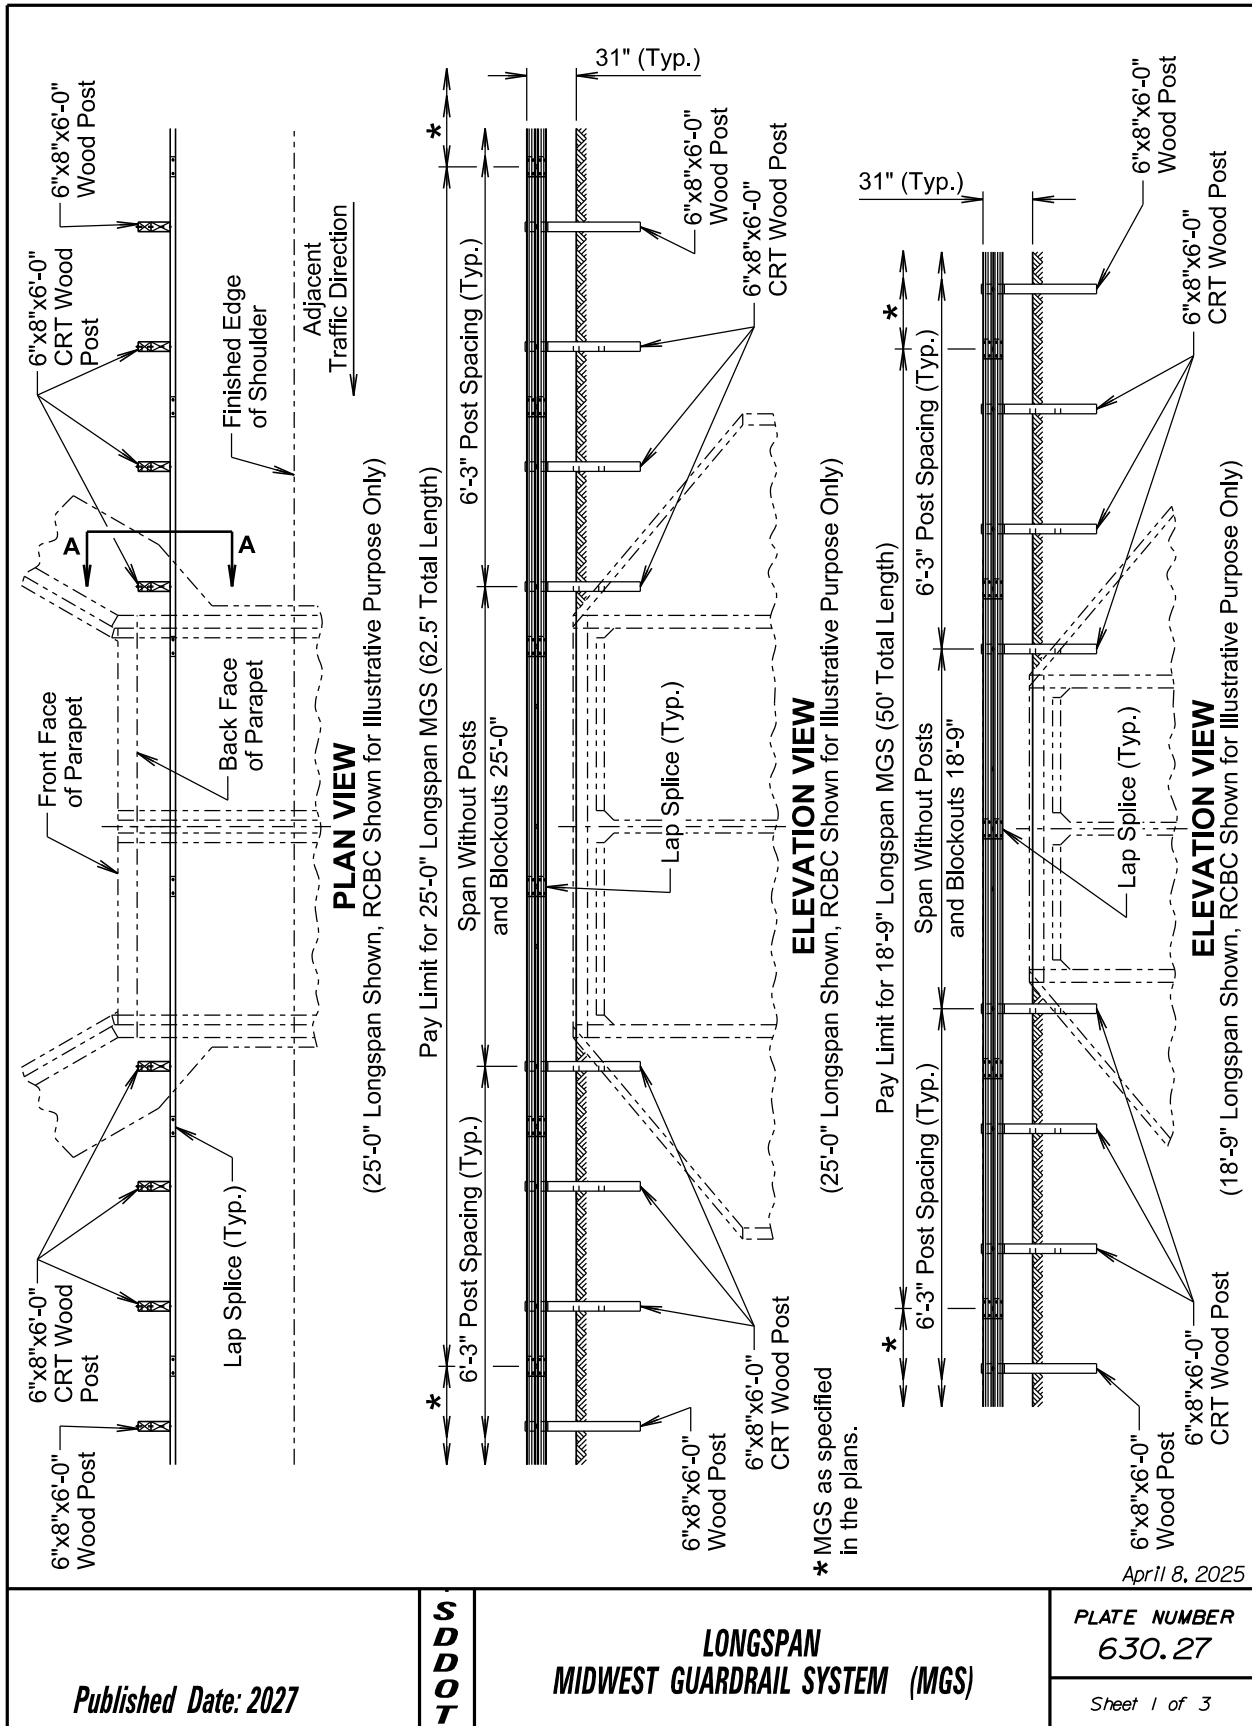 6"x8"x6'-0"
Wood Post
6"x8"x6'-0"
CRT Wood
Post
Lap Splice (Typ.)
Front Face
of Parapet
Back Face
of Parapet
A
A
Finished Edge
of Shoulder
Adjacent
Traffic Direction
6"x8"x6'-0"
CRT Wood
Post
6"x8"x6'-0"
Wood Post
PLAN VIEW
(25'-0" Longspan Shown, RCBC Shown for Illustrative Purpose Only)
*
Pay Limit for 25'-0" Longspan MGS (62.5' Total Length)
*
6'-3" Post Spacing (Typ.)
Span Without Posts
and Blockouts 25'-0"
6'-3" Post Spacing (Typ.)
31" (Typ.)
6"x8"x6'-0"
Wood Post
6"x8"x6'-0"
CRT Wood Post
Lap Splice (Typ.)
6"x8"x6'-0"
Wood Post
6"x8"x6'-0"
CRT Wood Post
ELEVATION VIEW
(25'-0" Longspan Shown, RCBC Shown for Illustrative Purpose Only)
* MGS as specified
in the plans.
*
Pay Limit for 18'-9" Longspan MGS (50' Total Length)
*
6'-3" Post Spacing (Typ.)
Span Without Posts
and Blockouts 18'-9"
6'-3" Post Spacing (Typ.)
31" (Typ.)
6"x8"x6'-0"
Wood Post
6"x8"x6'-0"
CRT Wood Post
Lap Splice (Typ.)
6"x8"x6'-0"
Wood Post
6"x8"x6'-0"
CRT Wood Post
ELEVATION VIEW
(18'-9" Longspan Shown, RCBC Shown for Illustrative Purpose Only)
April 8, 2025
Published Date: 2027
SDDOT
LONGSPAN
MIDWEST GUARDRAIL SYSTEM (MGS)
PLATE NUMBER
630.27
Sheet 1 of 3